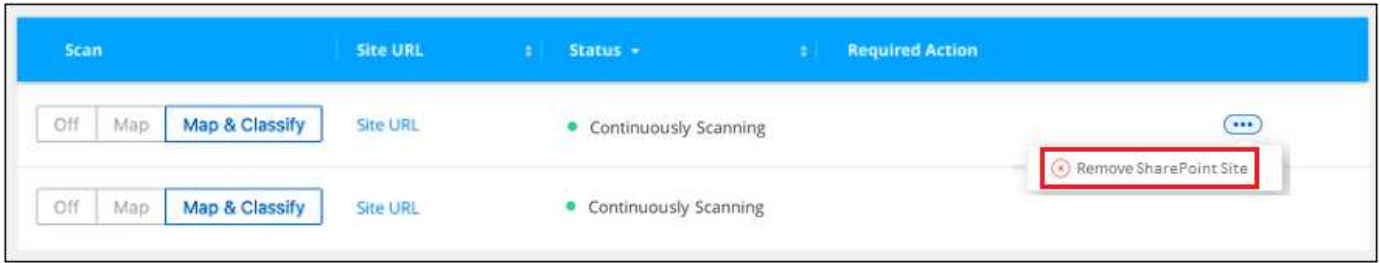 Scan Site URL Status Required Action
Off Map Map & Classify Site URL Continuously Scanning
Remove SharePoint Site
Off Map Map & Classify Site URL Continuously Scanning